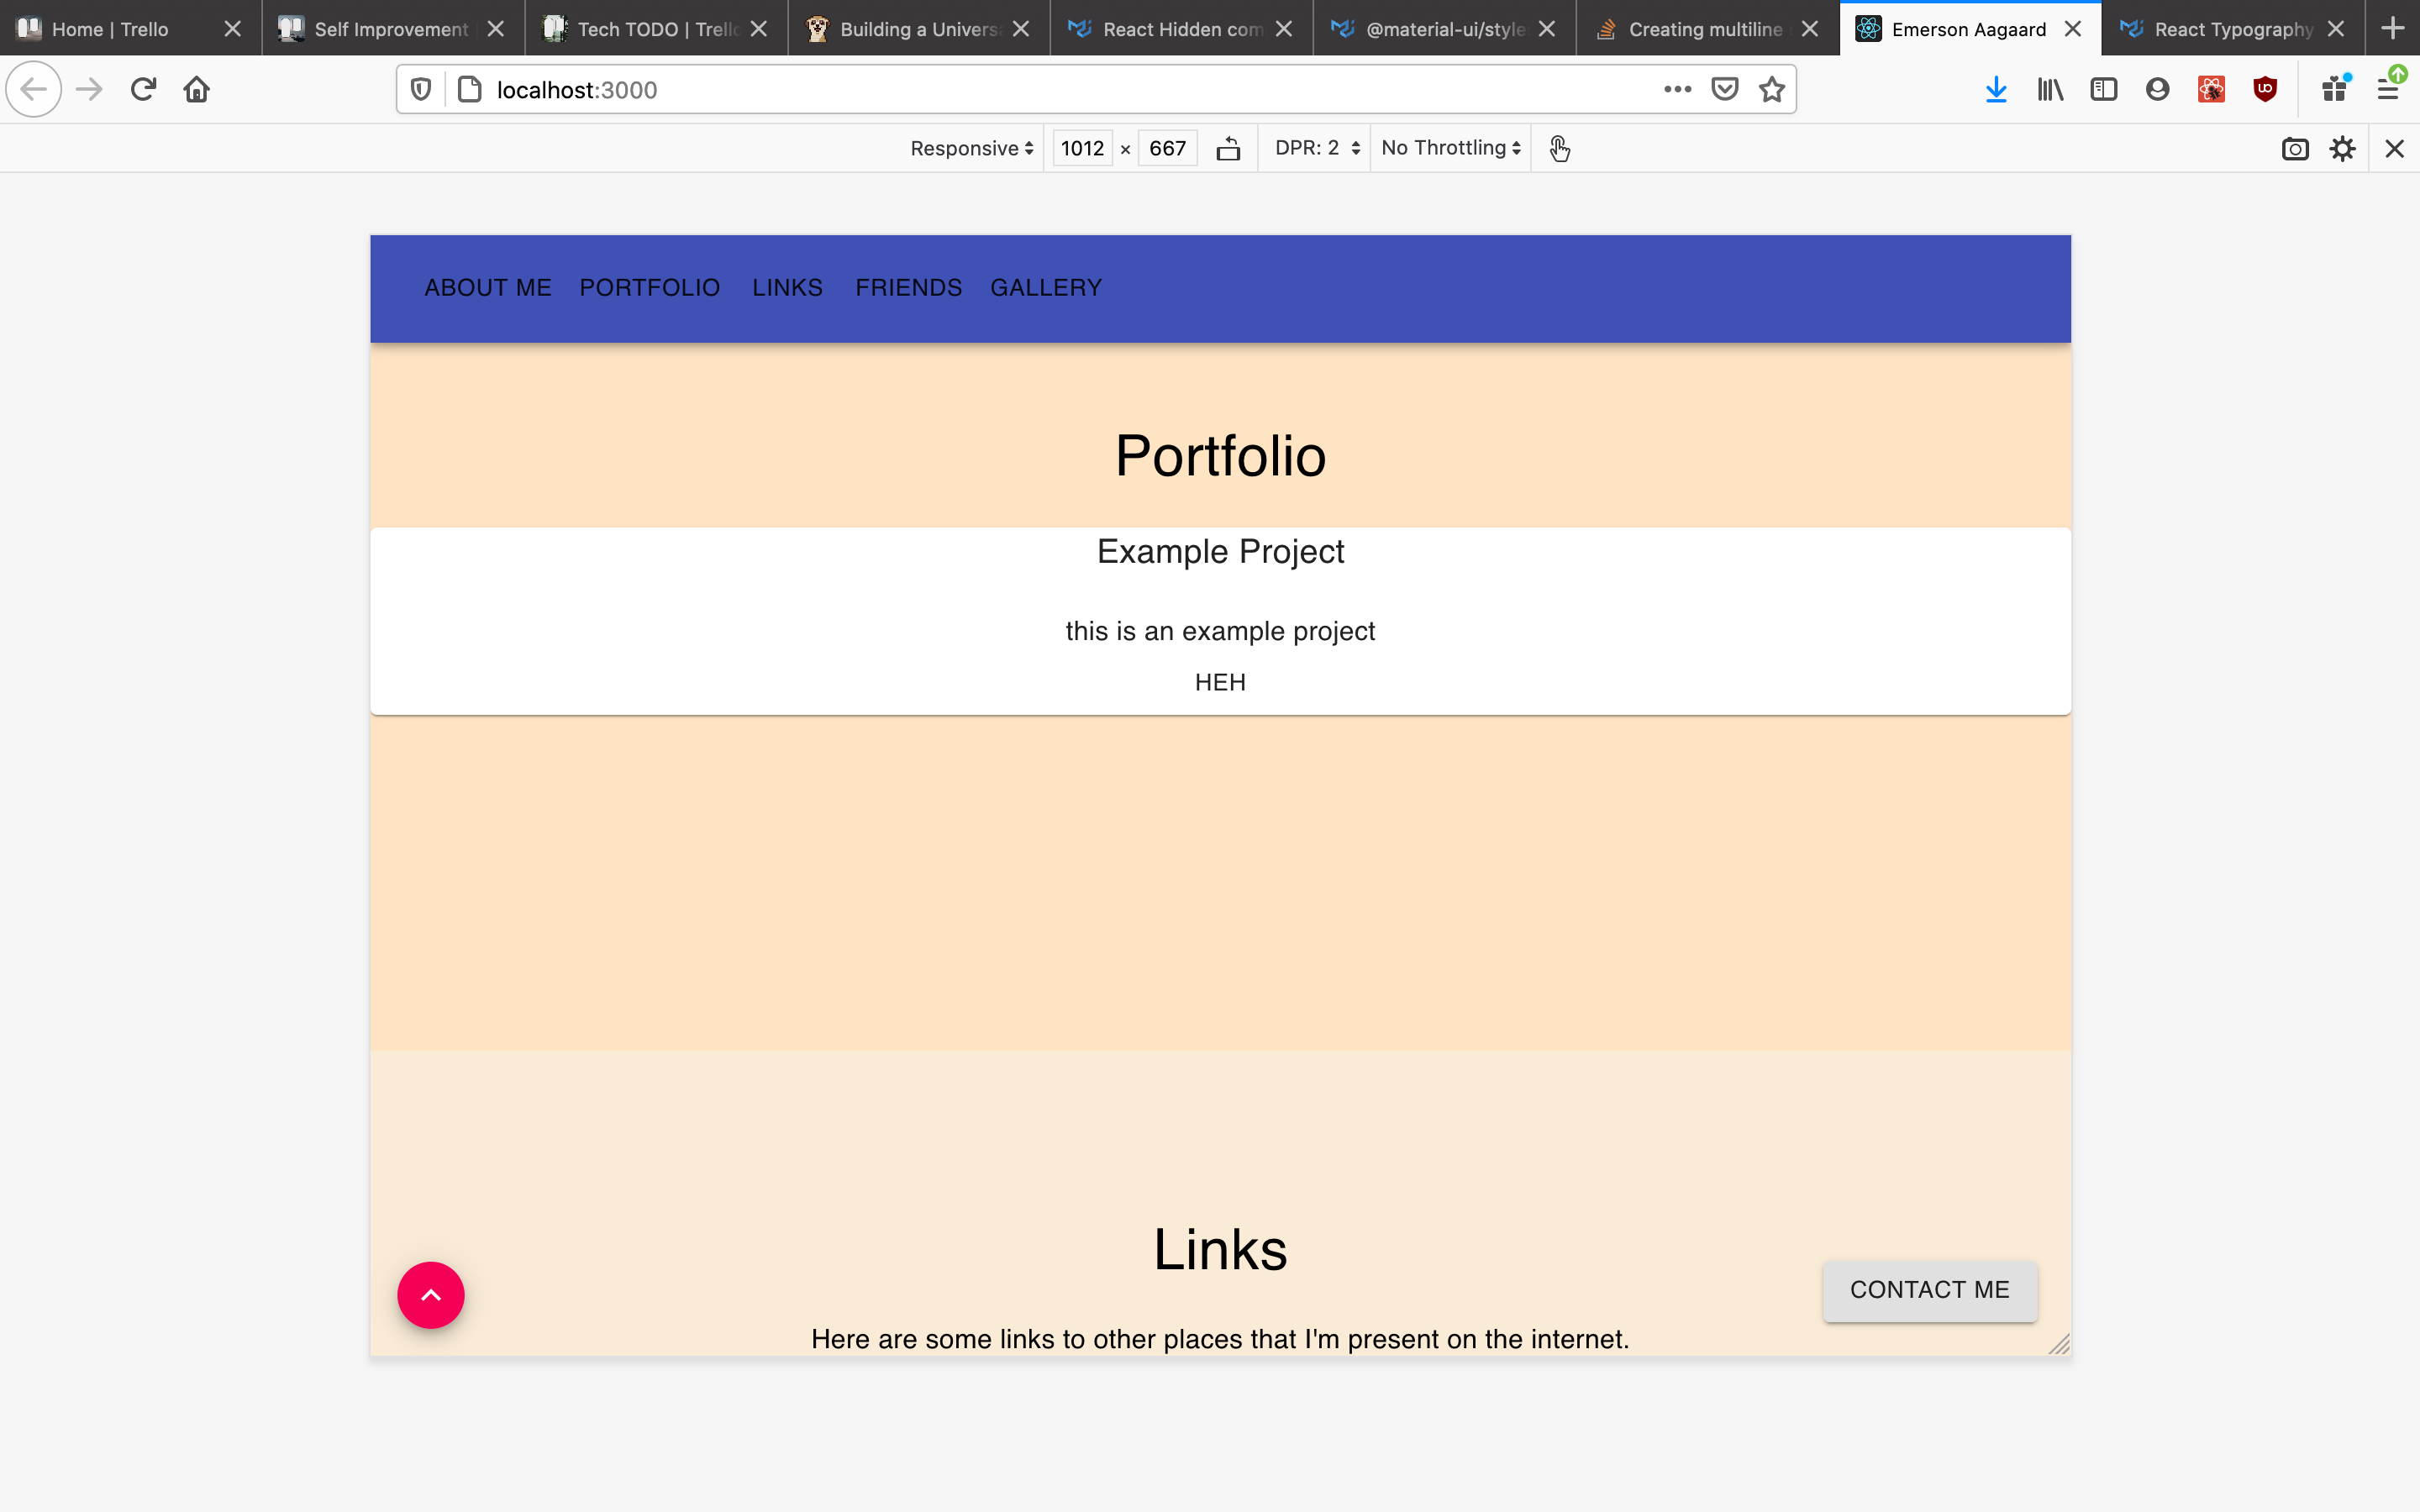 Home | Trello
Self Improvement
Tech TODO | Trello
Building a Univers
React Hidden com
@material-ui/style
Creating multiline
Emerson Aagaard
React Typography
localhost:3000
Responsive 1012 × 667 DPR: 2 No Throttling
ABOUT ME PORTFOLIO LINKS FRIENDS GALLERY
Portfolio
Example Project
this is an example project
HEH
Links
CONTACT ME
Here are some links to other places that I'm present on the internet.